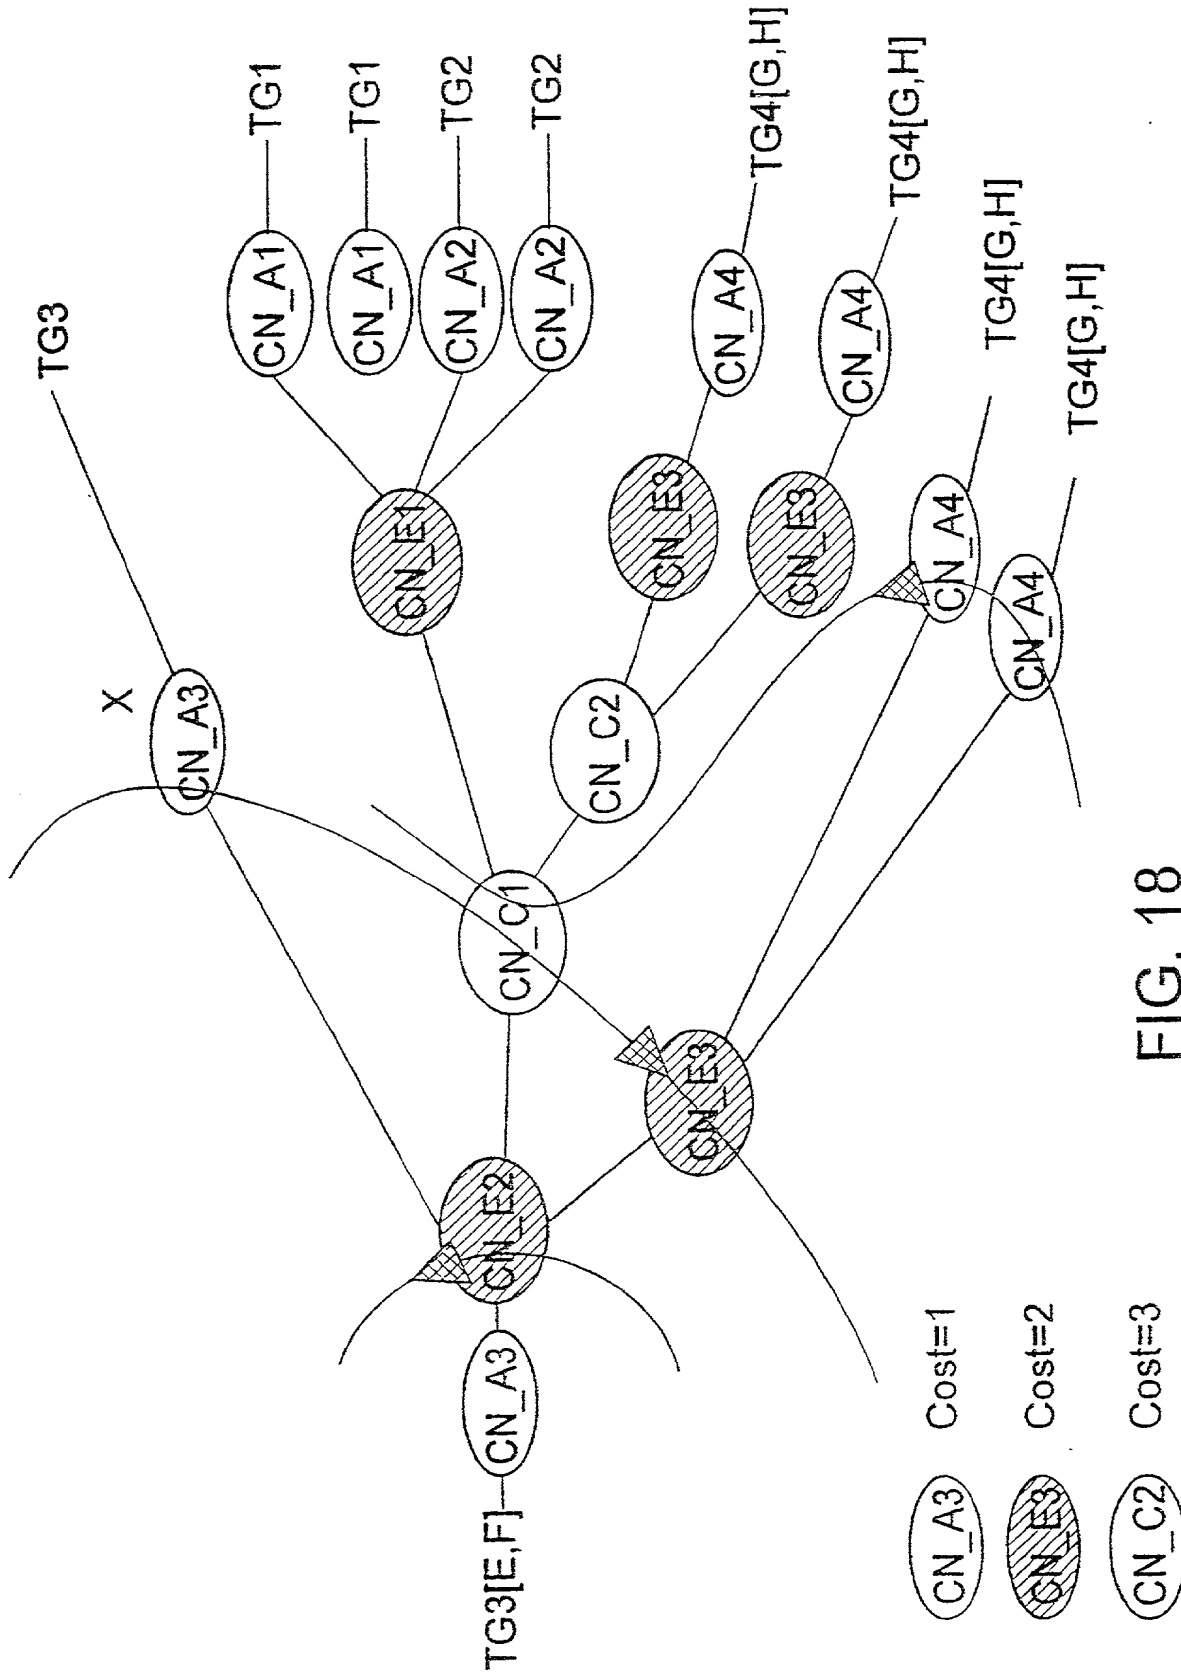 TG3
X
CN_A3
TG1
CN_A1
TG1
CN_A1
TG2
CN_A2
TG2
CN_A2
CN_E1
TG4[G,H]
CN_A4
CN_E3
TG4[G,H]
CN_A4
CN_E3
CN_C2
CN_C1
TG4[G,H]
CN_A4
TG4[G,H]
CN_A4
CN_E3
CN_E2
CN_A3
TG3[E,F]
CN_A3 Cost=1
CN_E3 Cost=2
CN_C2 Cost=3
FIG. 18